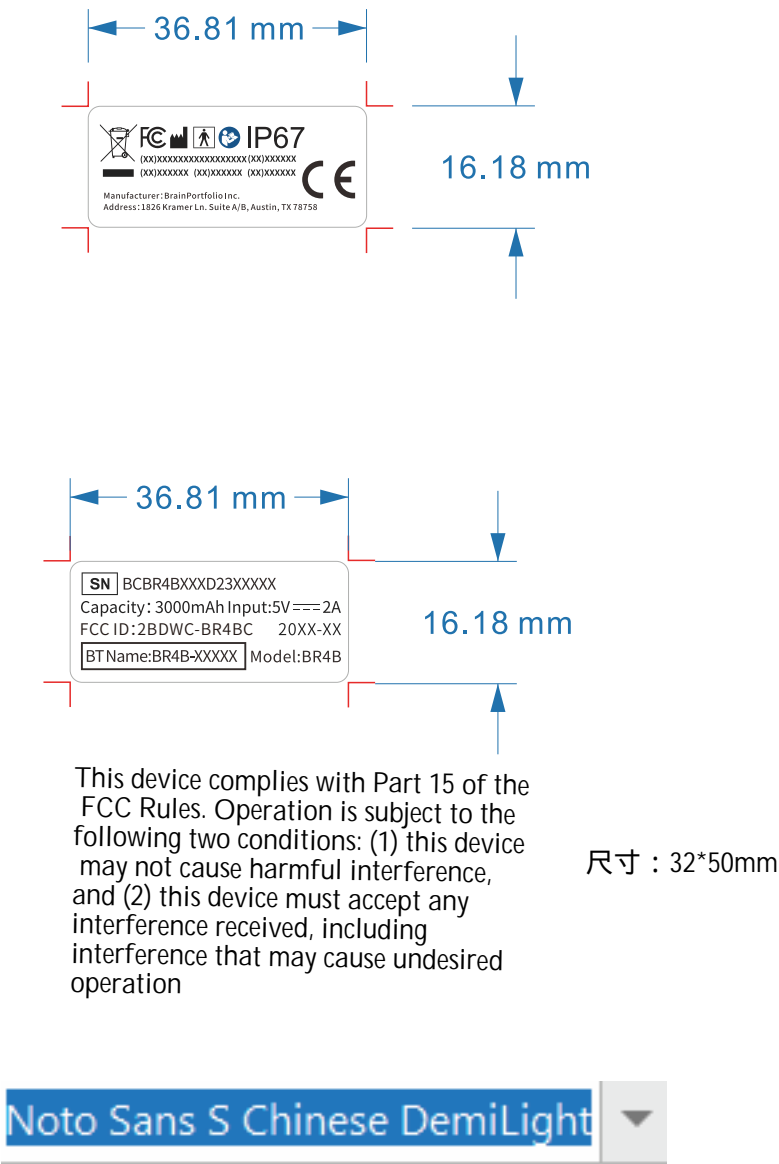 36.81 mm
16.18 mm
FC IP67
(XX)XXXXXXXXXXXXXXXXXX(XX)XXXXXX
(XX)XXXXXX (XX)XXXXXX (XX)XXXXXX
CE
Manufacturer:BrainPortfolio Inc.
Address:1826 Kramer Ln. Suite A/B, Austin, TX 78758
36.81 mm
16.18 mm
SN BCBR4BXXXD23XXXXX
Capacity:3000mAh Input:5V⎓2A
FCC ID:2BDWC-BR4BC 20XX-XX
BT Name:BR4B-XXXXX Model:BR4B
This device complies with Part 15 of the
FCC Rules. Operation is subject to the
following two conditions: (1) this device
may not cause harmful interference,
and (2) this device must accept any
interference received, including
interference that may cause undesired
operation
尺寸：32*50mm
Noto Sans S Chinese DemiLight